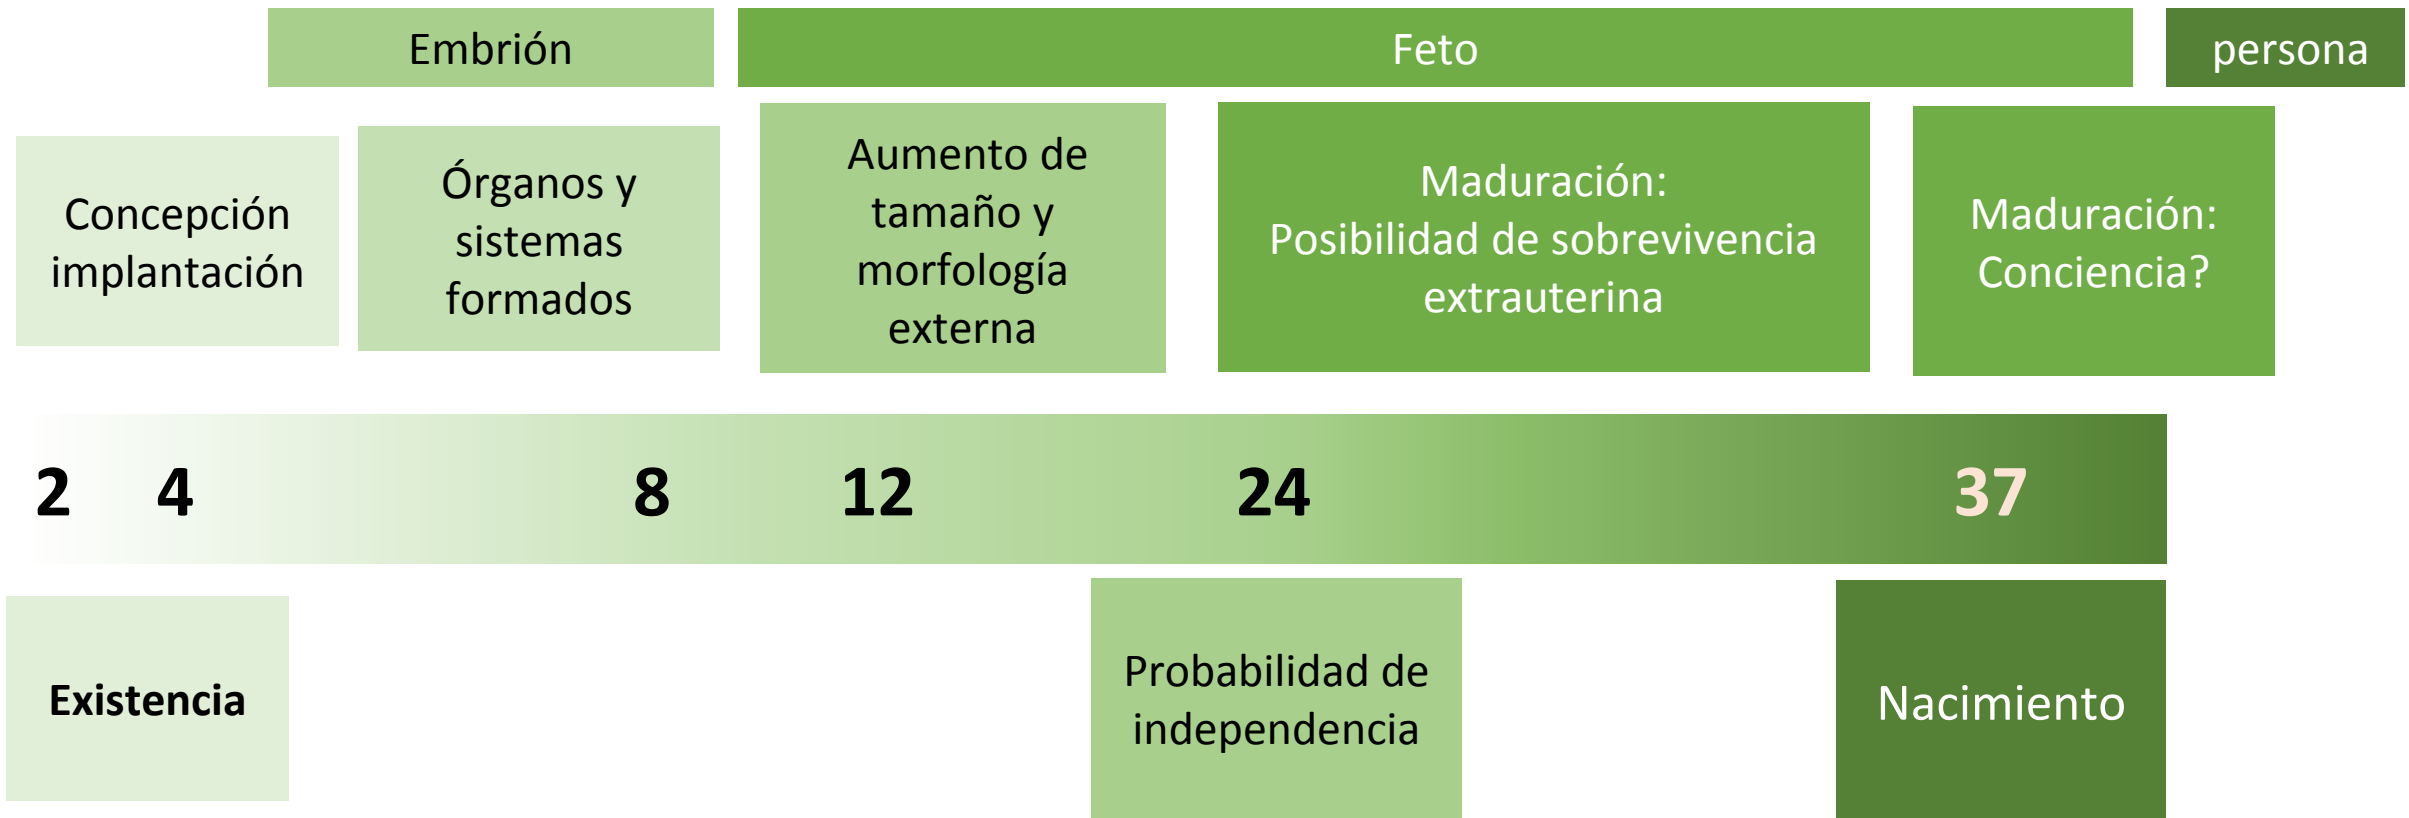 Embrión
Feto
persona
Concepción
implantación
Órganos y
sistemas
formados
Aumento de
tamaño y
morfología
externa
Maduración:
Posibilidad de sobrevivencia
extrauterina
Maduración:
Conciencia?
2 4 8 12 24 37
Existencia
Probabilidad de
independencia
Nacimiento